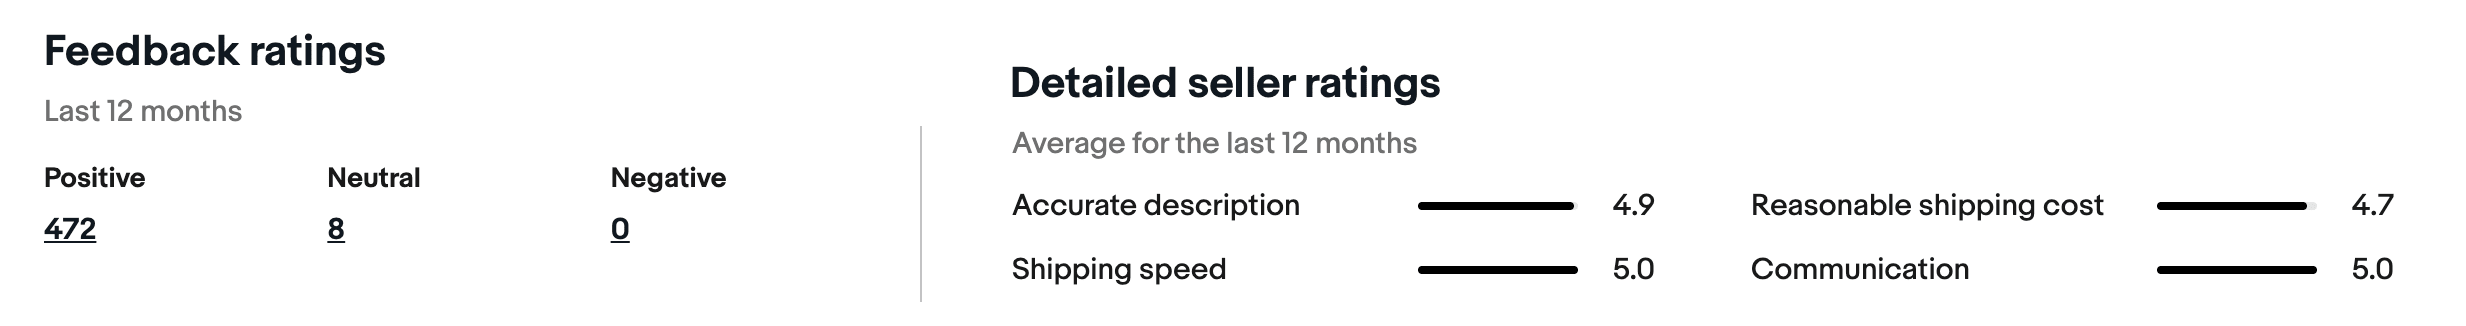 Feedback ratings
Last 12 months
Positive Neutral Negative
472 8 0
Detailed seller ratings
Average for the last 12 months
Accurate description 4.9 Reasonable shipping cost 4.7
Shipping speed 5.0 Communication 5.0